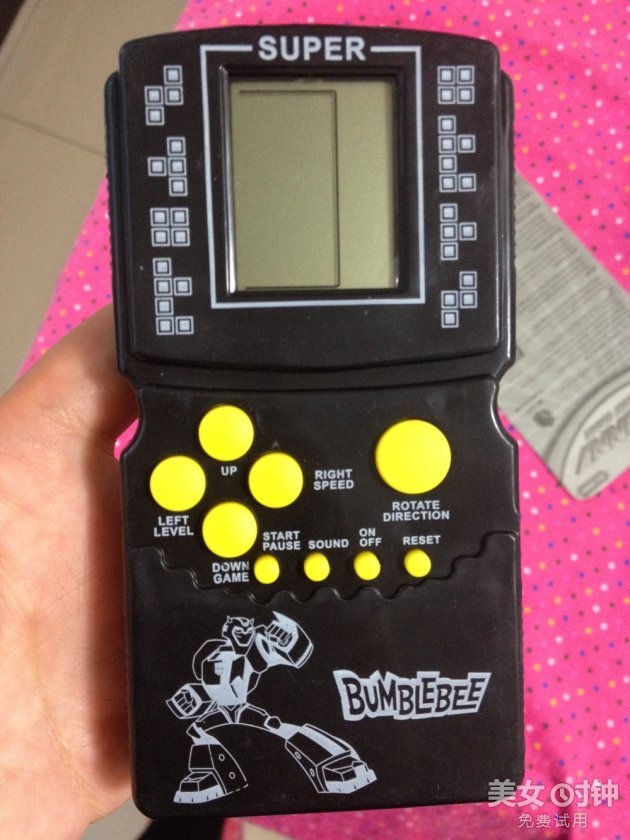 SUPER
UP
RIGHT
SPEED
LEFT
LEVEL
ROTATE
DIRECTION
DOWN
GAME
START
PAUSE
SOUND
ON
OFF
RESET
BUMBLEBEE
美女时钟
免费试用